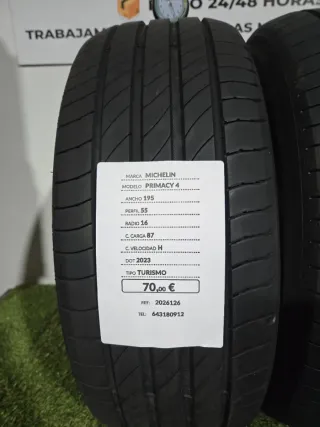 24/48 HORAS
TRABAJAM
MARCA MICHELIN
MODELO PRIMACY 4
ANCHO 195
PERFIL 55
RADIO 16
C. CARGA 87
C. VELOCIDAD H
DOT 2023
TIPO TURISMO
70,00 €
REF: 2026126
TEL: 643180912